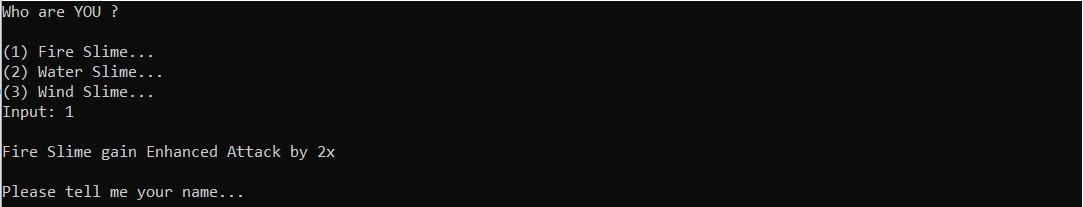 Who are YOU ?
(1) Fire Slime...
(2) Water Slime...
(3) Wind Slime...
Input: 1
Fire Slime gain Enhanced Attack by 2x
Please tell me your name...